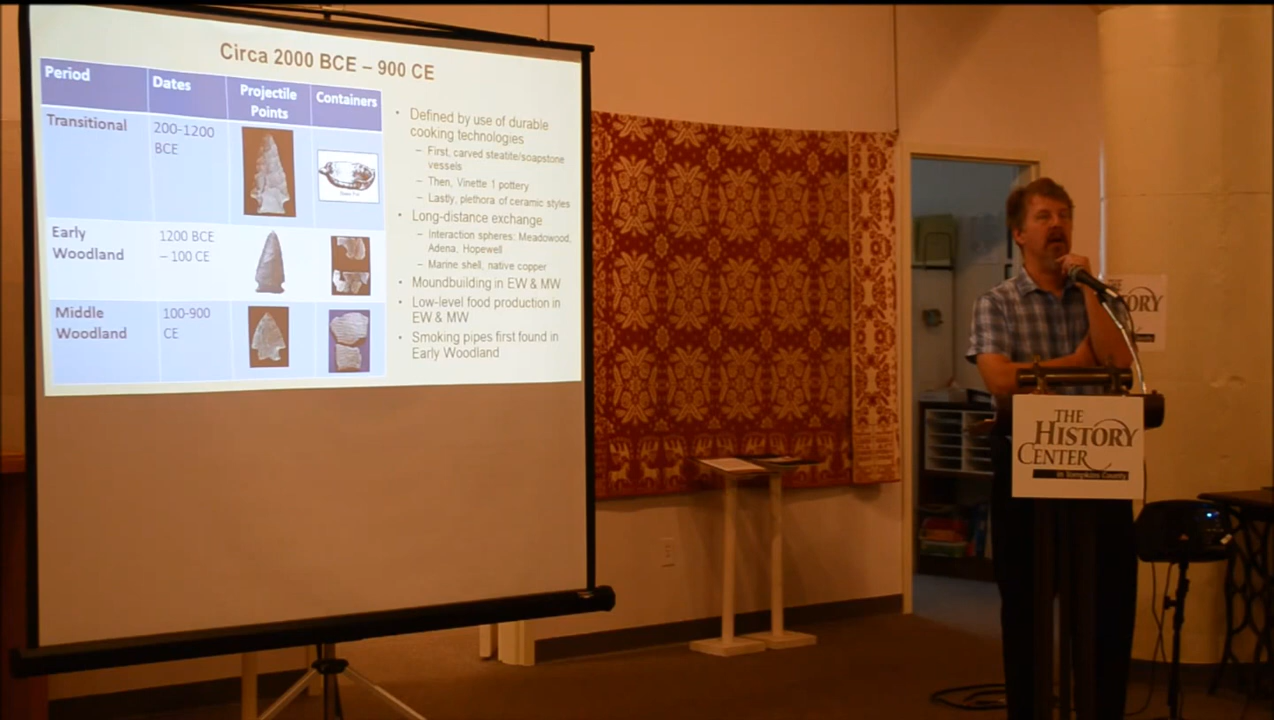 Circa 2000 BCE – 900 CE
Period
Dates
Projectile
Points
Containers
Transitional
200-1200
BCE
Early
Woodland
1200 BCE
– 100 CE
Middle
Woodland
100-900
CE
• Defined by use of durable
cooking technologies
– First, carved steatite/soapstone
vessels
– Then, Vinette 1 pottery
– Lastly, plethora of ceramic styles
• Long-distance exchange
– Interaction spheres: Meadowood,
Adena, Hopewell
– Marine shell, native copper
• Moundbuilding in EW & MW
• Low-level food production in
EW & MW
• Smoking pipes first found in
Early Woodland
THE
HISTORY
CENTER
in Tompkins County
THE
STORY